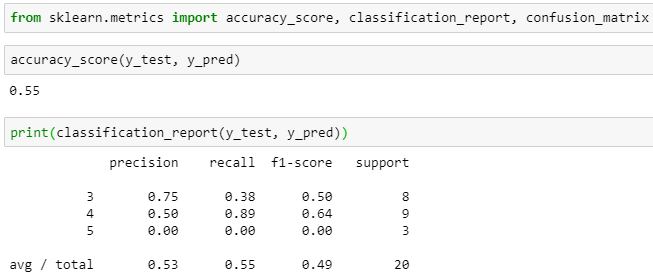 from sklearn.metrics import accuracy_score, classification_report, confusion_matrix
accuracy_score(y_test, y_pred)
0.55
print(classification_report(y_test, y_pred))
precision recall f1-score support
3 0.75 0.38 0.50 8
4 0.50 0.89 0.64 9
5 0.00 0.00 0.00 3
avg / total 0.53 0.55 0.49 20